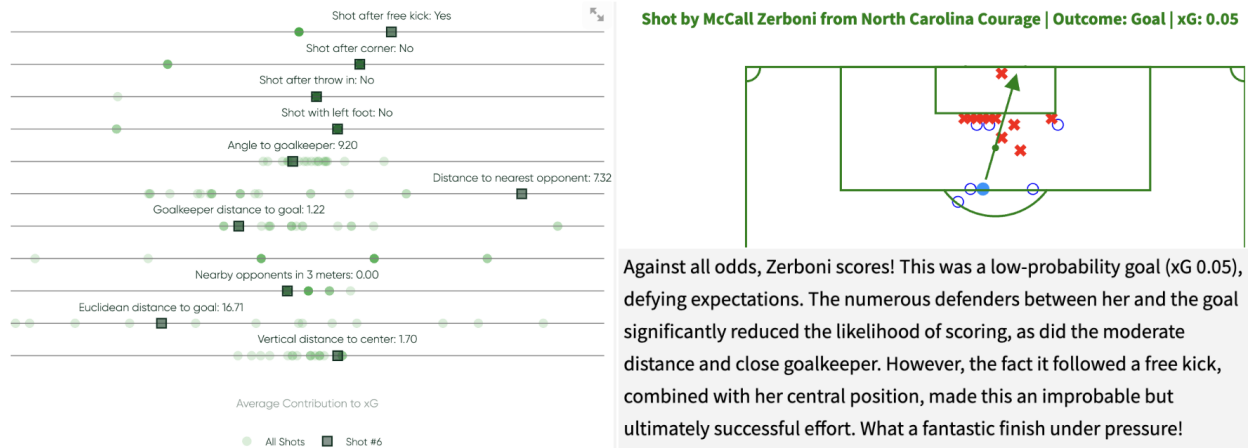 Shot after free kick: Yes
Shot after corner: No
Shot after throw in: No
Shot with left foot: No
Angle to goalkeeper: 9.20
Distance to nearest opponent: 7.32
Goalkeeper distance to goal: 1.22
Nearby opponents in 3 meters: 0.00
Euclidean distance to goal: 16.71
Vertical distance to center: 1.70
Average Contribution to xG
All Shots
Shot #6
Shot by McCall Zerboni from North Carolina Courage | Outcome: Goal | xG: 0.05
Against all odds, Zerboni scores! This was a low-probability goal (xG 0.05),
defying expectations. The numerous defenders between her and the goal
significantly reduced the likelihood of scoring, as did the moderate
distance and close goalkeeper. However, the fact it followed a free kick,
combined with her central position, made this an improbable but
ultimately successful effort. What a fantastic finish under pressure!